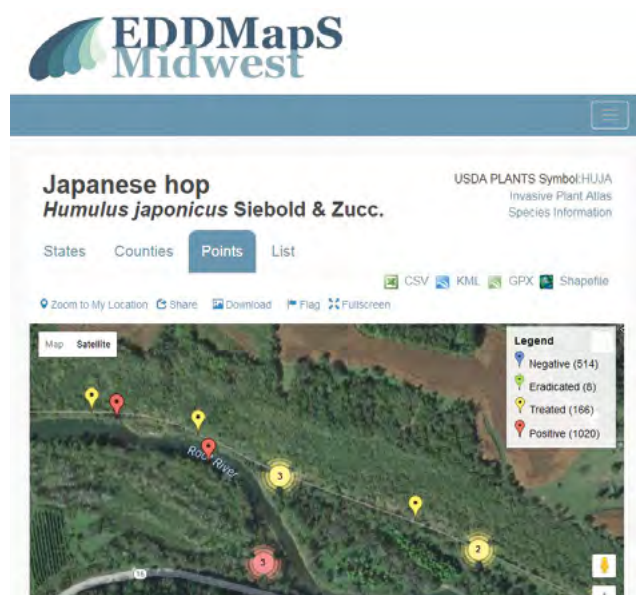 EDDMapS
Midwest
Japanese hop
Humulus japonicus Siebold & Zucc.
USDA PLANTS Symbol:HUJA
Invasive Plant Atlas
Species Information
States Counties Points List
CSV KML GPX Shapefile
Zoom to My Location Share Download Flag Fullscreen
Map Satellite
Legend
Negative (514)
Eradicated (8)
Treated (166)
Positive (1020)
Rock River
3
2
3
16